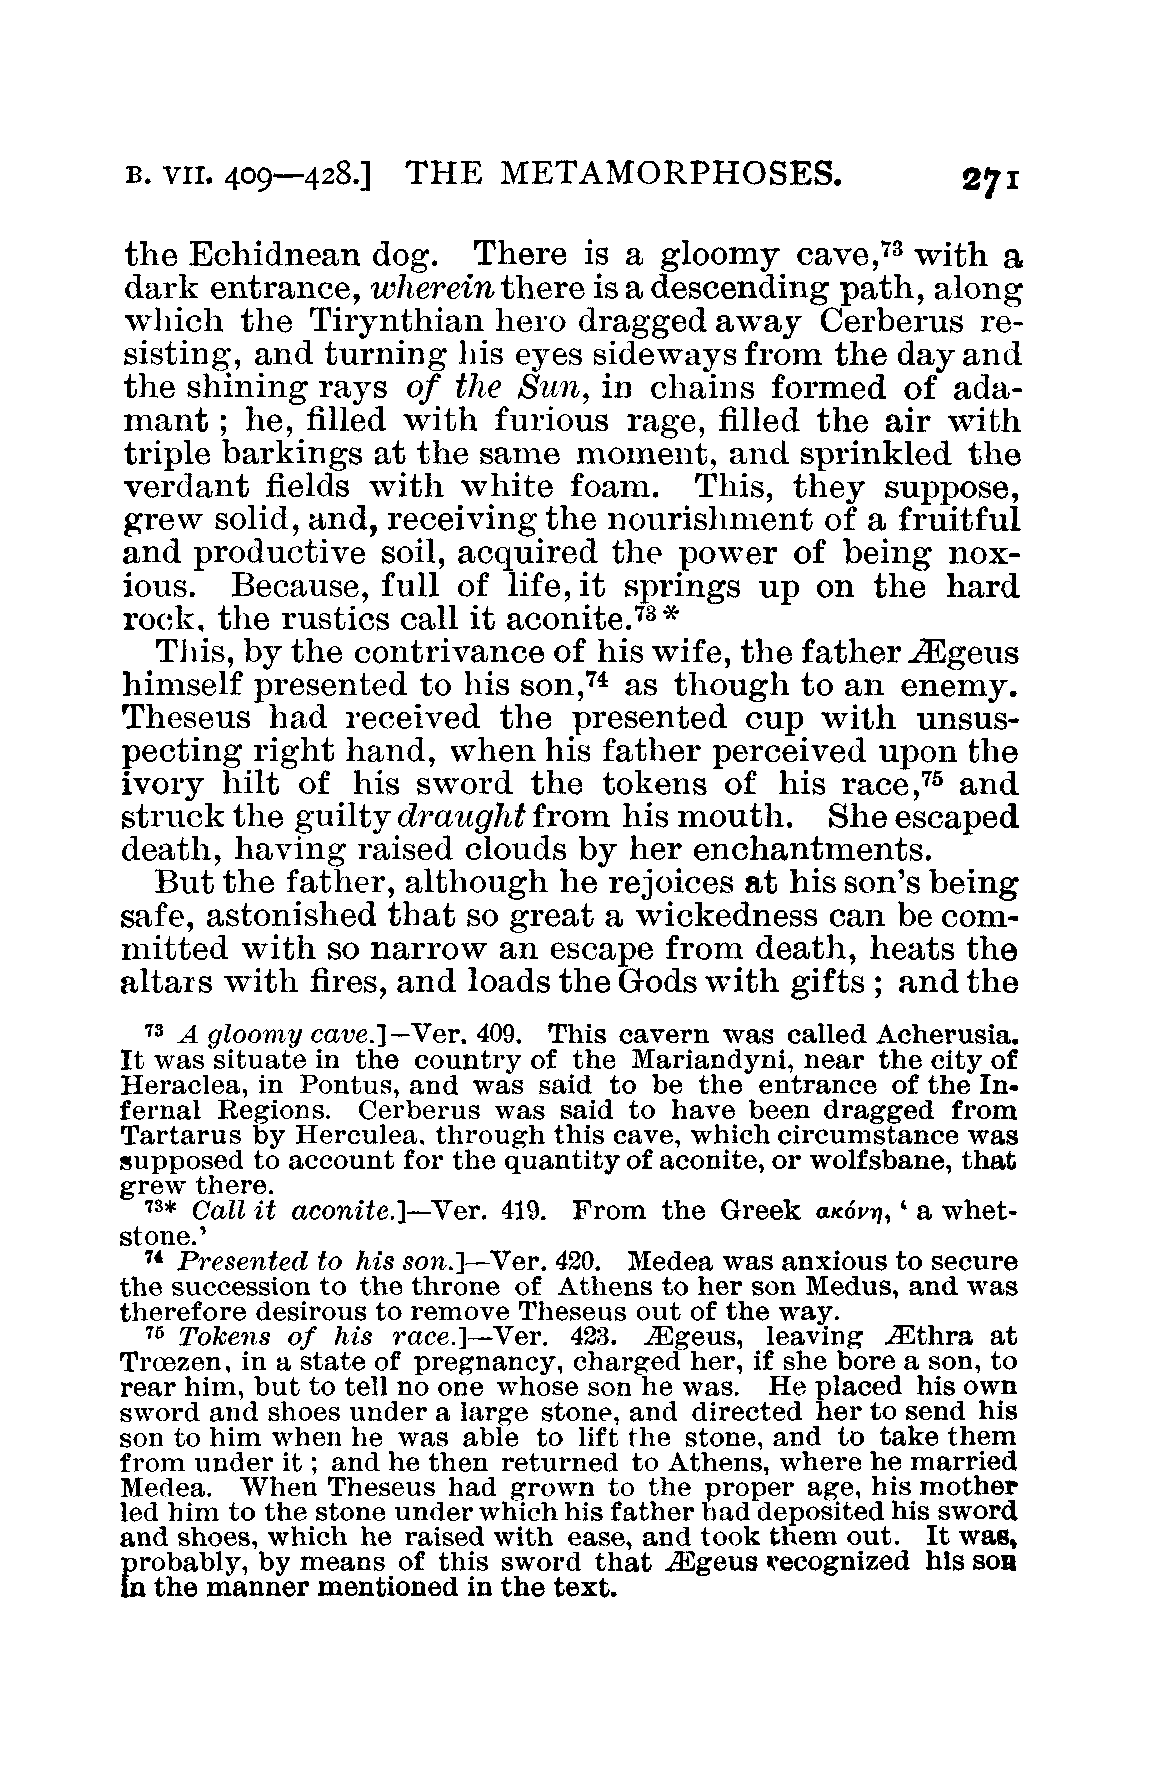 B. VII. 409—428.] THE METAMORPHOSES. 271
the Echidnean dog. There is a gloomy cave,⁷³ with a
dark entrance, wherein there is a descending path, along
which the Tirynthian hero dragged away Cerberus re-
sisting, and turning his eyes sideways from the day and
the shining rays of the Sun, in chains formed of ada-
mant ; he, filled with furious rage, filled the air with
triple barkings at the same moment, and sprinkled the
verdant fields with white foam. This, they suppose,
grew solid, and, receiving the nourishment of a fruitful
and productive soil, acquired the power of being nox-
ious. Because, full of life, it springs up on the hard
rock, the rustics call it aconite.⁷³*
This, by the contrivance of his wife, the father Ægeus
himself presented to his son,⁷⁴ as though to an enemy.
Theseus had received the presented cup with unsus-
pecting right hand, when his father perceived upon the
ivory hilt of his sword the tokens of his race,⁷⁵ and
struck the guilty draught from his mouth. She escaped
death, having raised clouds by her enchantments.
But the father, although he rejoices at his son's being
safe, astonished that so great a wickedness can be com-
mitted with so narrow an escape from death, heats the
altars with fires, and loads the Gods with gifts ; and the
⁷³ A gloomy cave.]—Ver. 409. This cavern was called Acherusia.
It was situate in the country of the Mariandyni, near the city of
Heraclea, in Pontus, and was said to be the entrance of the In-
fernal Regions. Cerberus was said to have been dragged from
Tartarus by Herculea. through this cave, which circumstance was
supposed to account for the quantity of aconite, or wolfsbane, that
grew there.
⁷³* Call it aconite.]—Ver. 419. From the Greek ακόνη, ‘ a whet-
stone.’
⁷⁴ Presented to his son.]—Ver. 420. Medea was anxious to secure
the succession to the throne of Athens to her son Medus, and was
therefore desirous to remove Theseus out of the way.
⁷⁵ Tokens of his race.]—Ver. 423. Ægeus, leaving Æthra at
Trœzen, in a state of pregnancy, charged her, if she bore a son, to
rear him, but to tell no one whose son he was. He placed his own
sword and shoes under a large stone, and directed her to send his
son to him when he was able to lift the stone, and to take them
from under it ; and he then returned to Athens, where he married
Medea. When Theseus had grown to the proper age, his mother
led him to the stone under which his father had deposited his sword
and shoes, which he raised with ease, and took them out. It was,
probably, by means of this sword that Ægeus recognized his son
in the manner mentioned in the text.